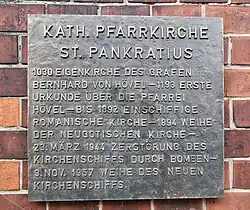 KATH. PFARRKIRCHE
ST. PANKRATIUS
1030 EIGENKIRCHE DES GRAFEN
BERNHARD VON HÖVEL – 1193 ERSTE
URKUNDE ÜBER DIE PFARREI
HÖVEL – BIS 1892 EINSCHIFFIGE
ROMANISCHE KIRCHE – 1894 WEIHE
DER NEUGOTISCHEN KIRCHE –
23. MÄRZ 1944 ZERSTÖRUNG DES
KIRCHENSCHIFFS DURCH BOMBEN –
9. NOV. 1957 WEIHE DES NEUEN
KIRCHENSCHIFFS